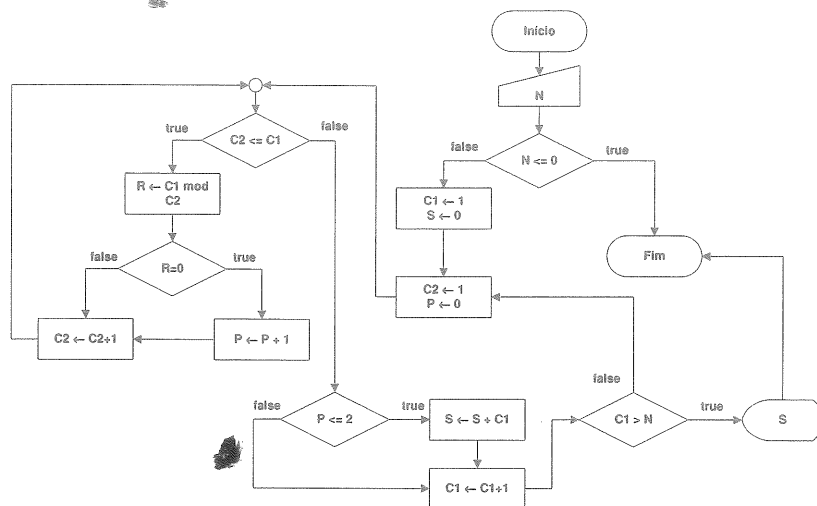 Início
N
false
N <= 0
true
C1 ← 1
S ← 0
Fim
C2 ← 1
P ← 0
true
C2 <= C1
false
R ← C1 mod
C2
false
R=0
true
C2 ← C2+1
P ← P + 1
false
P <= 2
true
S ← S + C1
C1 ← C1+1
false
C1 > N
true
S